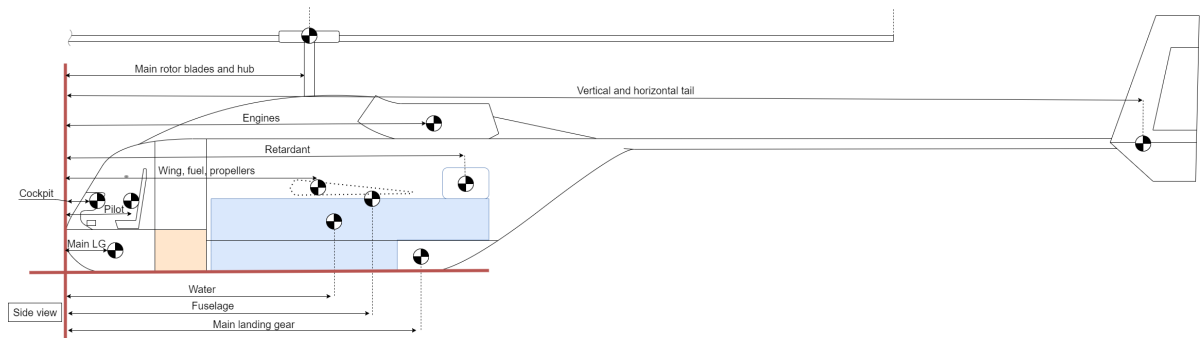 Main rotor blades and hub
Vertical and horizontal tail
Engines
Retardant
Wing, fuel, propellers
Cockpit
Pilot
Main LG
Water
Side view
Fuselage
Main landing gear